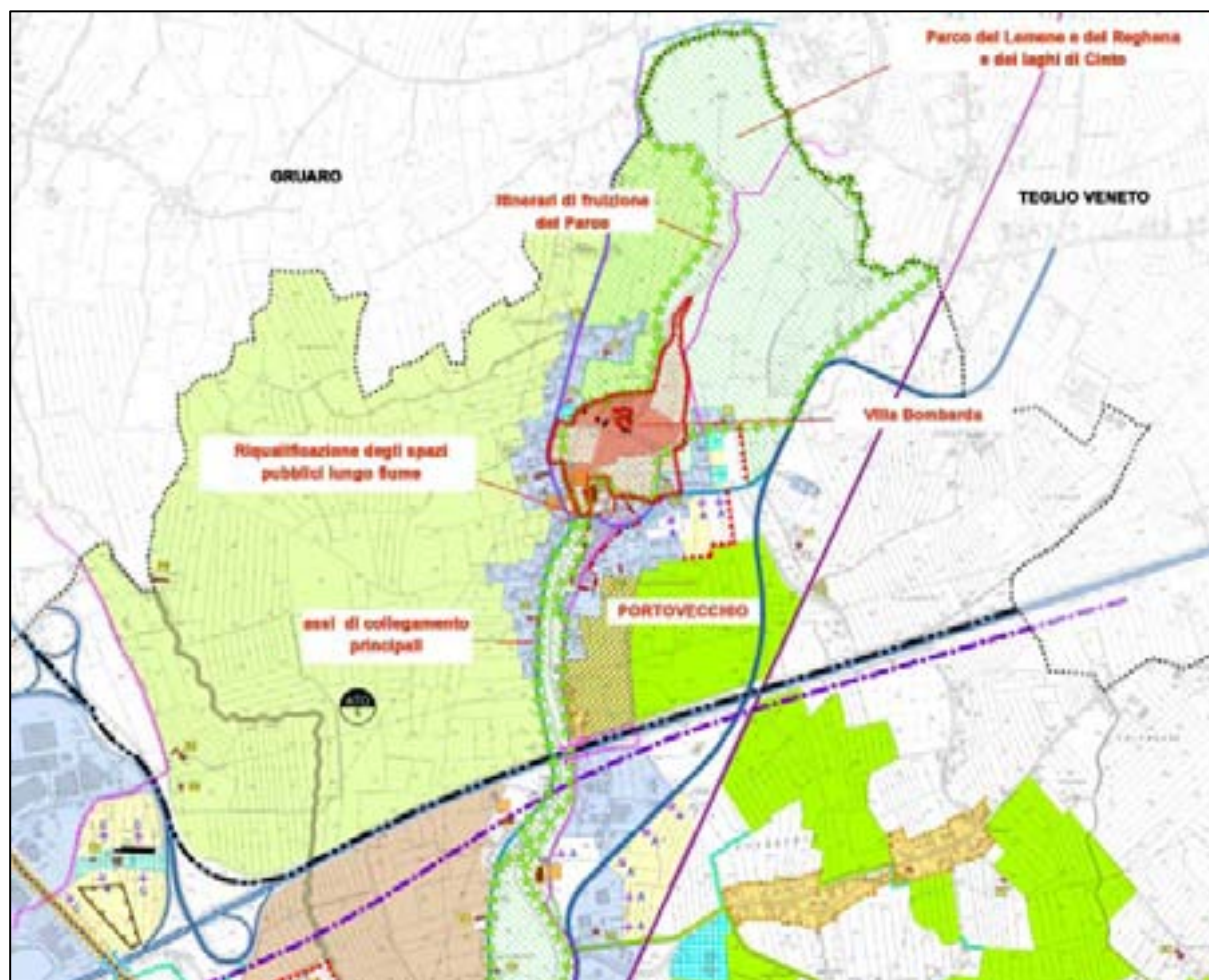 Parco del Lemene e del Reghena
e dei laghi di Cinto
GRUARO
TEGLIO VENETO
Itinerari di fruizione
del Parco
Villa Bombarda
Riqualificazione degli spazi
pubblici lungo fiume
PORTOVECCHIO
assi di collegamento
principali
ATO